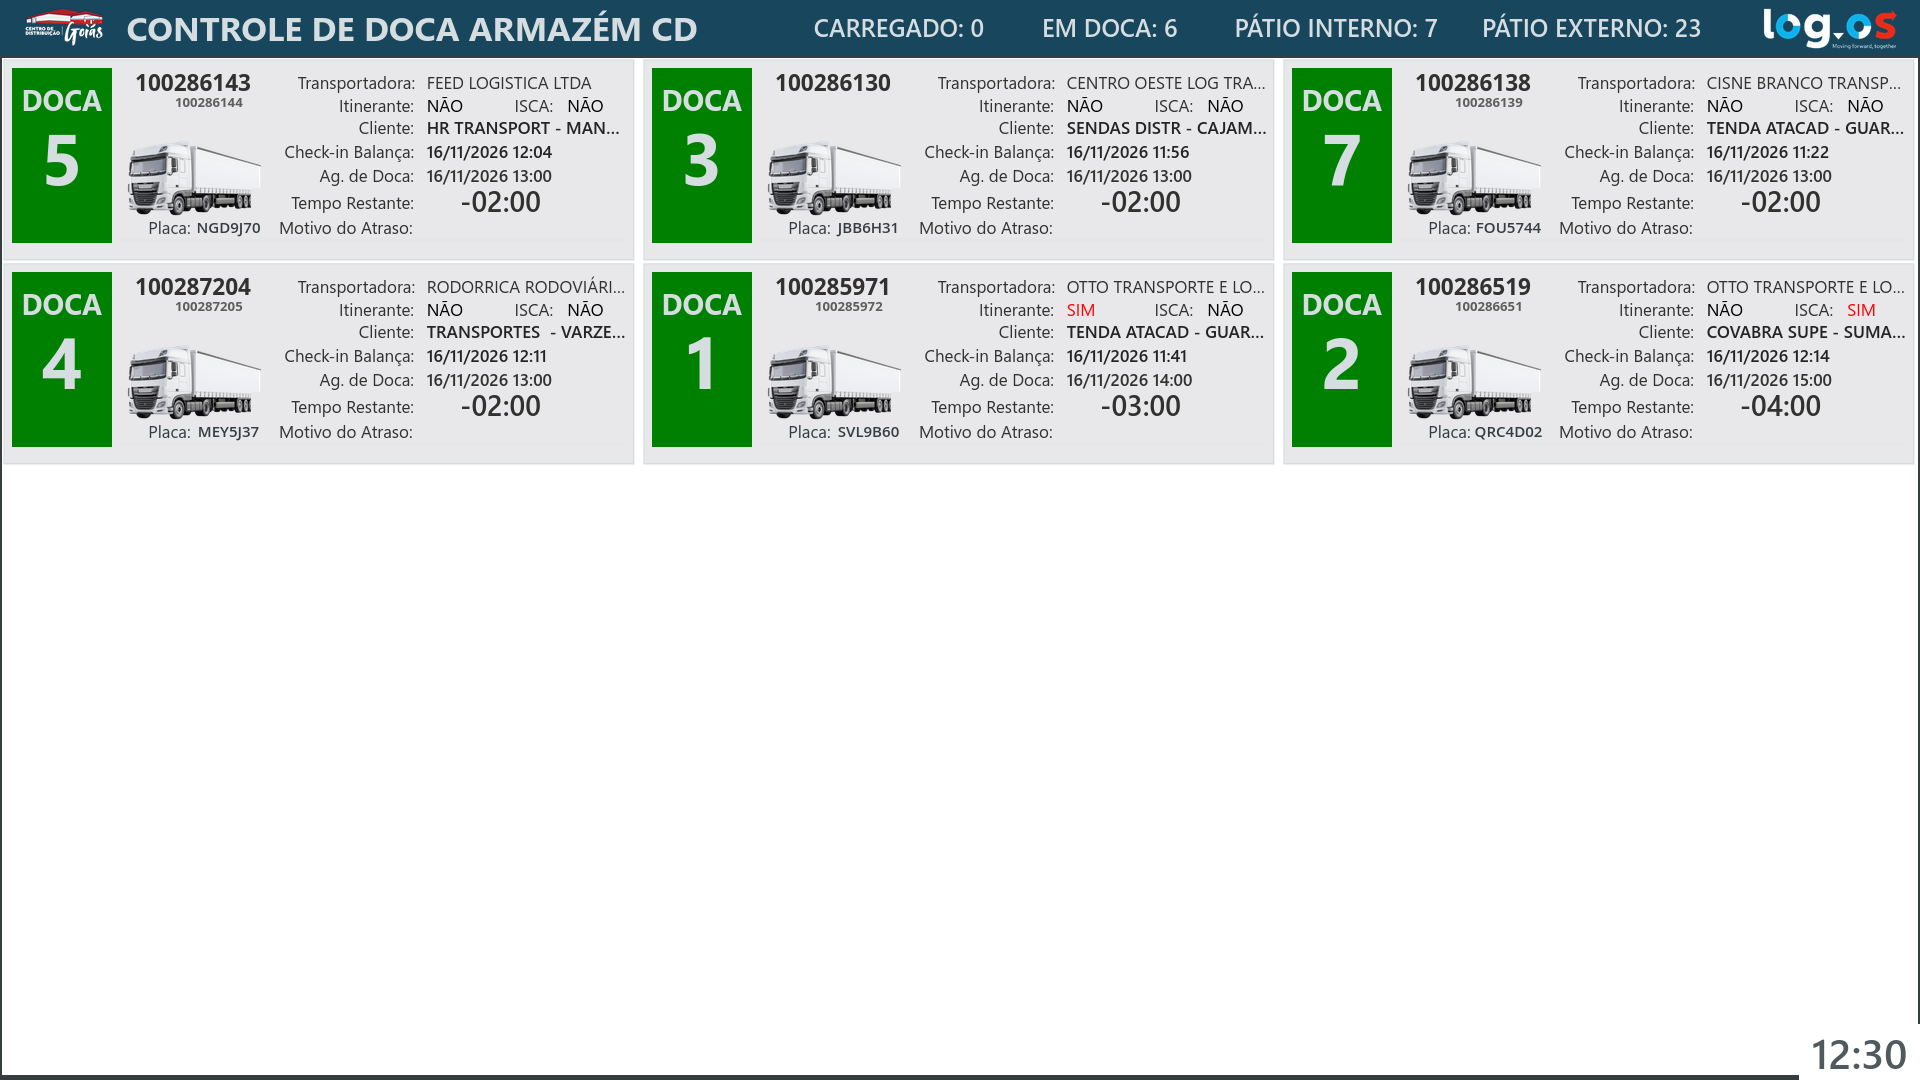 CENTRO DE DISTRIBUIÇÃO Goiás
CONTROLE DE DOCA ARMAZÉM CD
CARREGADO: 0
EM DOCA: 6
PÁTIO INTERNO: 7
PÁTIO EXTERNO: 23
log.os
Moving forward, together
DOCA
5
100286143
100286144
Placa: NGD9J70
Transportadora: FEED LOGISTICA LTDA
Itinerante: NÃO ISCA: NÃO
Cliente: HR TRANSPORT - MAN...
Check-in Balança: 16/11/2026 12:04
Ag. de Doca: 16/11/2026 13:00
Tempo Restante: -02:00
Motivo do Atraso:
DOCA
3
100286130
Placa: JBB6H31
Transportadora: CENTRO OESTE LOG TRA...
Itinerante: NÃO ISCA: NÃO
Cliente: SENDAS DISTR - CAJAM...
Check-in Balança: 16/11/2026 11:56
Ag. de Doca: 16/11/2026 13:00
Tempo Restante: -02:00
Motivo do Atraso:
DOCA
7
100286138
100286139
Placa: FOU5744
Transportadora: CISNE BRANCO TRANSP...
Itinerante: NÃO ISCA: NÃO
Cliente: TENDA ATACAD - GUAR...
Check-in Balança: 16/11/2026 11:22
Ag. de Doca: 16/11/2026 13:00
Tempo Restante: -02:00
Motivo do Atraso:
DOCA
4
100287204
100287205
Placa: MEY5J37
Transportadora: RODORRICA RODOVIÁRI...
Itinerante: NÃO ISCA: NÃO
Cliente: TRANSPORTES - VARZE...
Check-in Balança: 16/11/2026 12:11
Ag. de Doca: 16/11/2026 13:00
Tempo Restante: -02:00
Motivo do Atraso:
DOCA
1
100285971
100285972
Placa: SVL9B60
Transportadora: OTTO TRANSPORTE E LO...
Itinerante: SIM ISCA: NÃO
Cliente: TENDA ATACAD - GUAR...
Check-in Balança: 16/11/2026 11:41
Ag. de Doca: 16/11/2026 14:00
Tempo Restante: -03:00
Motivo do Atraso:
DOCA
2
100286519
100286651
Placa: QRC4D02
Transportadora: OTTO TRANSPORTE E LO...
Itinerante: NÃO ISCA: SIM
Cliente: COVABRA SUPE - SUMA...
Check-in Balança: 16/11/2026 12:14
Ag. de Doca: 16/11/2026 15:00
Tempo Restante: -04:00
Motivo do Atraso:
12:30